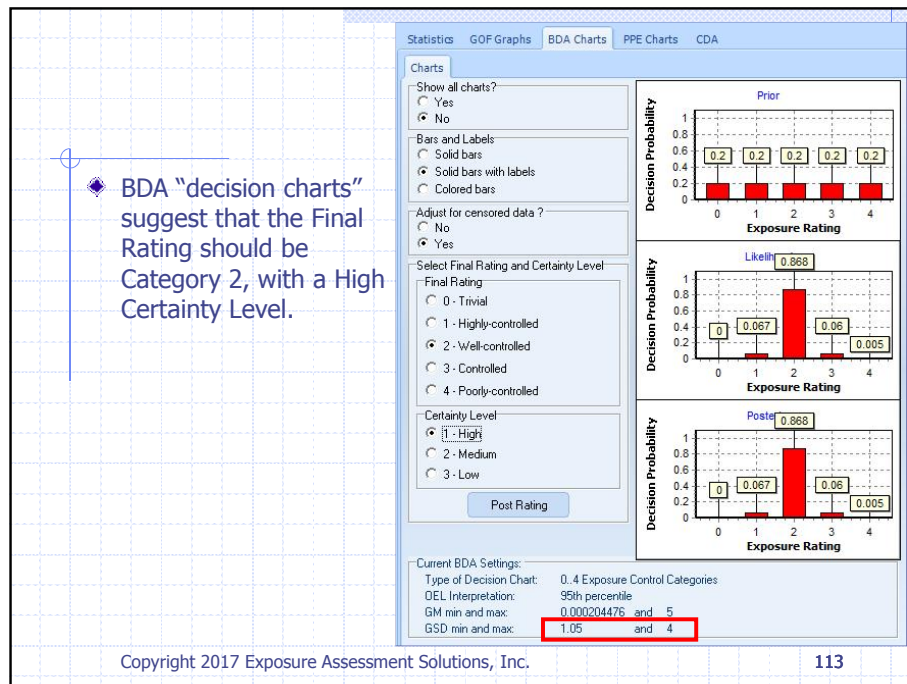 BDA “decision charts”
suggest that the Final
Rating should be
Category 2, with a High
Certainty Level.
Statistics GOF Graphs BDA Charts PPE Charts CDA
Charts
Show all charts?
Yes
No
Bars and Labels
Solid bars
Solid bars with labels
Colored bars
Adjust for censored data ?
No
Yes
Select Final Rating and Certainty Level
Final Rating
0 - Trivial
1 - Highly-controlled
2 - Well-controlled
3 - Controlled
4 - Poorly-controlled
Certainty Level
1 - High
2 - Medium
3 - Low
Post Rating
Prior
Decision Probability
1
0.8
0.6
0.4
0.2
0
0.2 0.2 0.2 0.2 0.2
0 1 2 3 4
Exposure Rating
Likelih
Decision Probability
1
0.8
0.6
0.4
0.2
0
0 0.067 0.868 0.06 0.005
0 1 2 3 4
Exposure Rating
Poste
Decision Probability
1
0.8
0.6
0.4
0.2
0
0 0.067 0.868 0.06 0.005
0 1 2 3 4
Exposure Rating
Current BDA Settings:
Type of Decision Chart: 0..4 Exposure Control Categories
OEL Interpretation: 95th percentile
GM min and max: 0.000204476 and 5
GSD min and max: 1.05 and 4
Copyright 2017 Exposure Assessment Solutions, Inc. 113